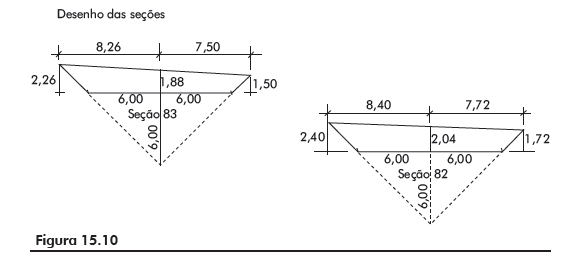 Desenho das seções
8,26 7,50
2,26 1,88 1,50
6,00 6,00
Seção 83
6,00
8,40 7,72
2,40 2,04 1,72
6,00 6,00
Seção 82
6,00
Figura 15.10